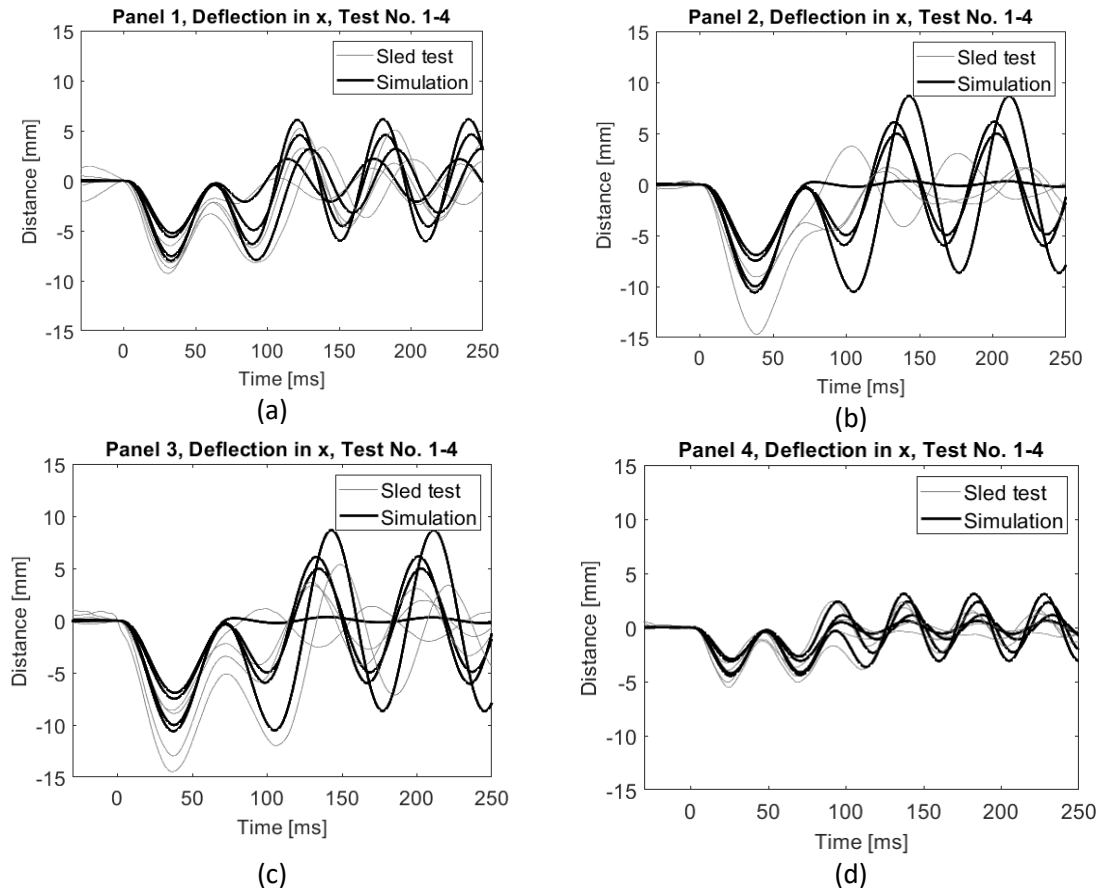 Panel 1, Deflection in x, Test No. 1-4
15
10
5
0
-5
-10
-15
Distance [mm]
Sled test
Simulation
0 50 100 150 200 250
Time [ms]
(a)
Panel 2, Deflection in x, Test No. 1-4
15
10
5
0
-5
-10
-15
Distance [mm]
Sled test
Simulation
0 50 100 150 200 250
Time [ms]
(b)
Panel 3, Deflection in x, Test No. 1-4
15
10
5
0
-5
-10
-15
Distance [mm]
Sled test
Simulation
0 50 100 150 200 250
Time [ms]
(c)
Panel 4, Deflection in x, Test No. 1-4
15
10
5
0
-5
-10
-15
Distance [mm]
Sled test
Simulation
0 50 100 150 200 250
Time [ms]
(d)